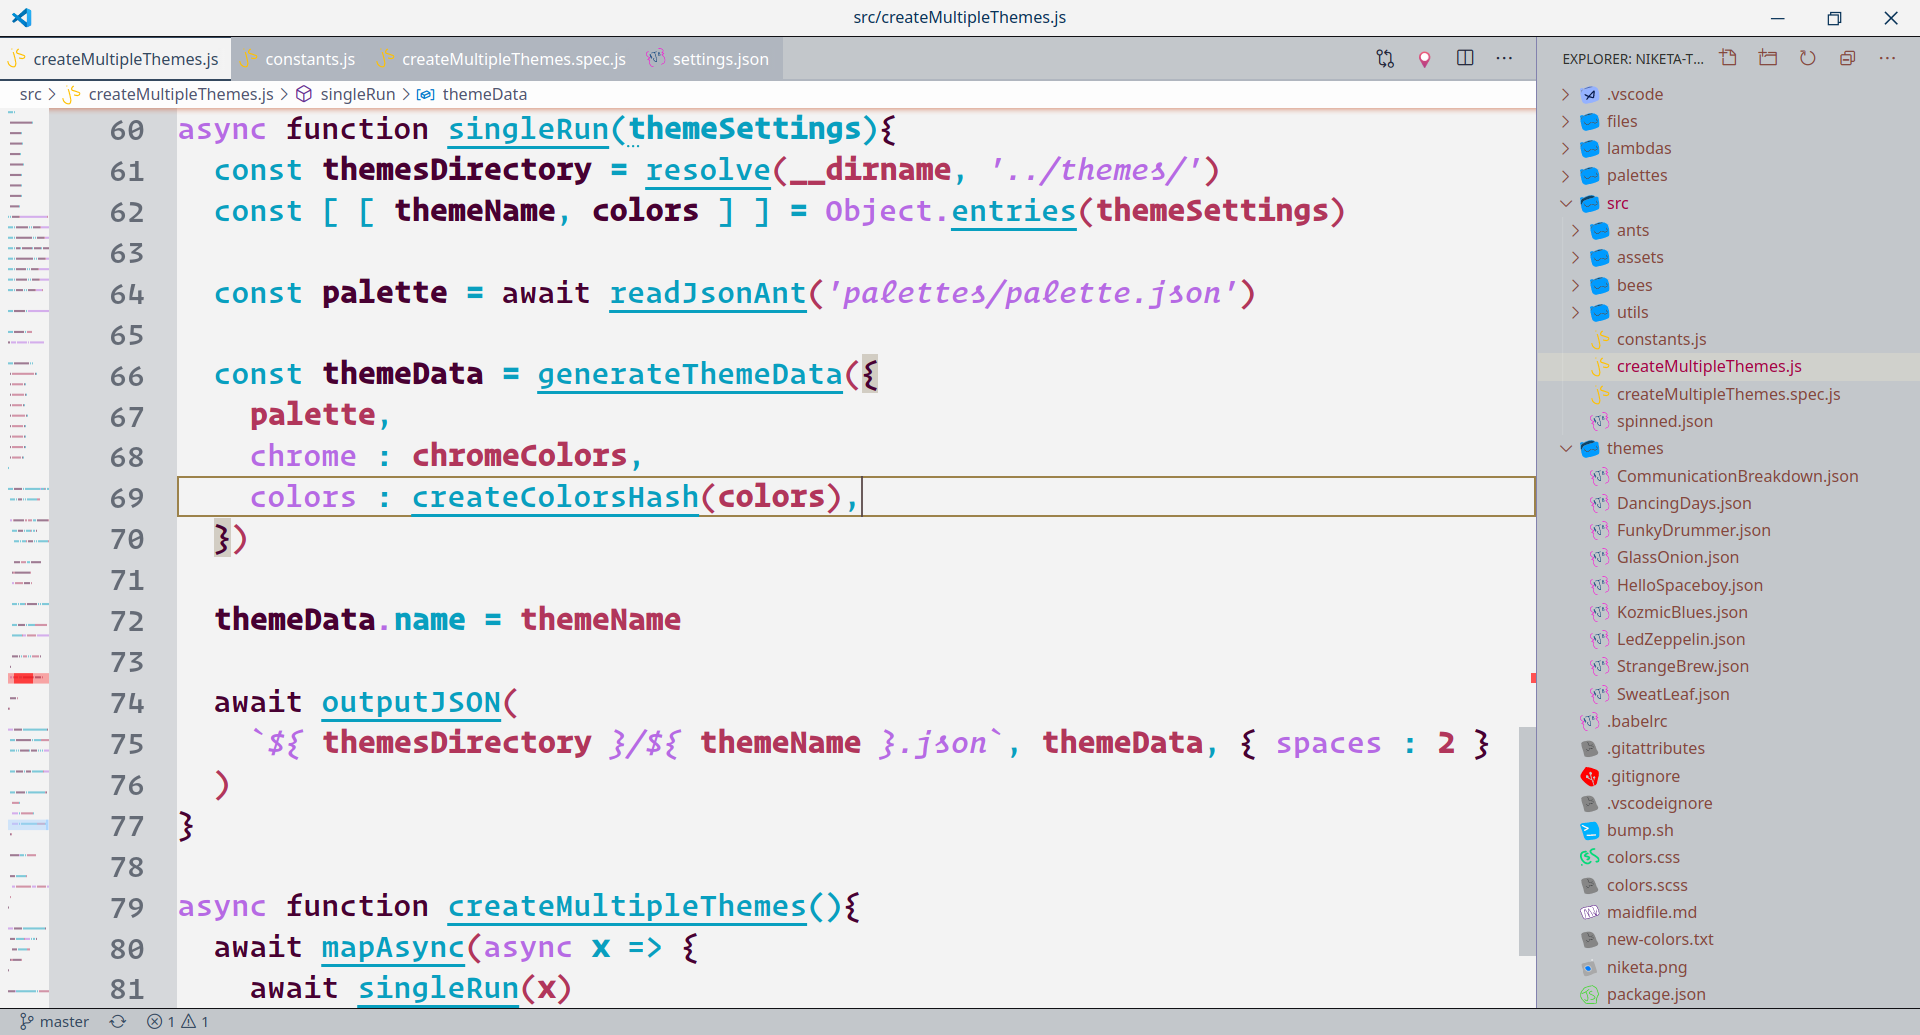 src/createMultipleThemes.js
createMultipleThemes.js constants.js createMultipleThemes.spec.js settings.json
src > createMultipleThemes.js > singleRun > themeData
60 async function singleRun(themeSettings){
61 const themesDirectory = resolve(__dirname, '../themes/')
62 const [ [ themeName, colors ] ] = Object.entries(themeSettings)
63
64 const palette = await readJsonAnt('palettes/palette.json')
65
66 const themeData = generateThemeData({
67 palette,
68 chrome : chromeColors,
69 colors : createColorsHash(colors),
70 })
71
72 themeData.name = themeName
73
74 await outputJSON(
75 `${ themesDirectory }/${ themeName }.json`, themeData, { spaces : 2 }
76 )
77 }
78
79 async function createMultipleThemes(){
80 await mapAsync(async x => {
81 await singleRun(x)
EXPLORER: NIKETA-T...
.vscode
files
lambdas
palettes
src
ants
assets
bees
utils
constants.js
createMultipleThemes.js
createMultipleThemes.spec.js
spinned.json
themes
CommunicationBreakdown.json
DancingDays.json
FunkyDrummer.json
GlassOnion.json
HelloSpaceboy.json
KozmicBlues.json
LedZeppelin.json
StrangeBrew.json
SweatLeaf.json
.babelrc
.gitattributes
.gitignore
.vscodeignore
bump.sh
colors.css
colors.scss
maidfile.md
new-colors.txt
niketa.png
package.json
master 1 1